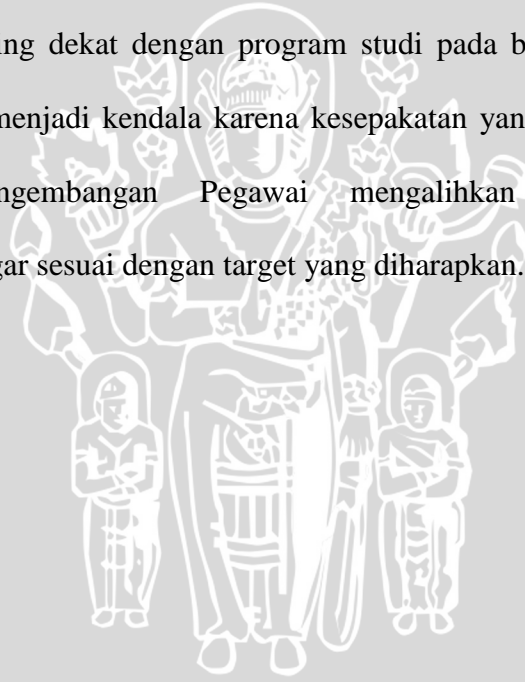 ing dekat dengan program studi pada b
menjadi kendala karena kesepakatan yan
ngembangan Pegawai mengalihkan
gar sesuai dengan target yang diharapkan.